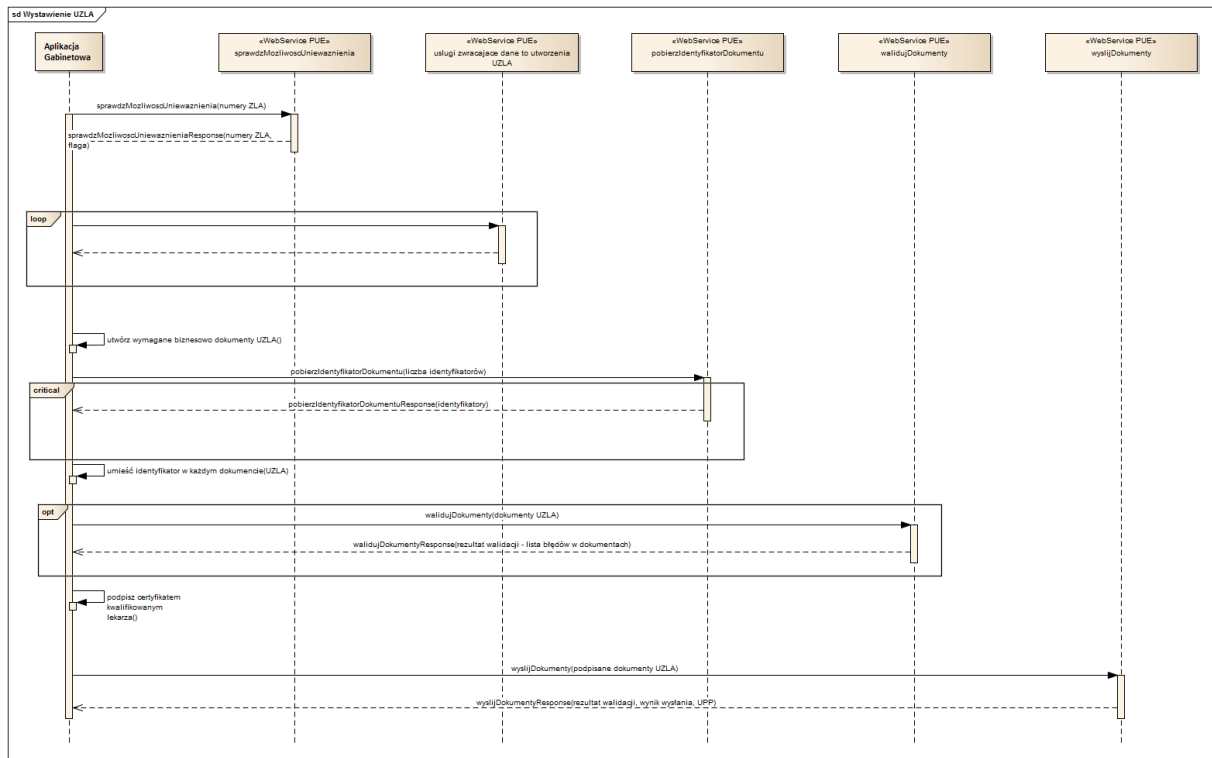 sd Wystawienie UZLA
Aplikacja
Gabinetowa
«WebService PUE»
sprawdzMozliwoscUniewaznienia
«WebService PUE»
uslugi zwracajace dane to utworzenia
UZLA
«WebService PUE»
pobierzIdentyfikatorDokumentu
«WebService PUE»
walidujDokumenty
«WebService PUE»
wyslijDokumenty
sprawdzMozliwoscUniewaznienia(numery ZLA)
sprawdzMozliwoscUniewaznieniaResponse(numery ZLA,
flaga)
loop
utwórz wymagane biznesowo dokumenty UZLA()
pobierzIdentyfikatorDokumentu(liczba identyfikatorów)
critical
pobierzIdentyfikatorDokumentuResponse(identyfikatory)
umieść identyfikator w każdym dokumencie(UZLA)
opt
walidujDokumenty(dokumenty UZLA)
walidujDokumentyResponse(rezultat walidacji - lista błędów w dokumentach)
podpisz certyfikatem
kwalifikowanym
lekarza()
wyslijDokumenty(podpisane dokumenty UZLA)
wyslijDokumentyResponse(rezultat walidacji, wynik wysłania, UPP)